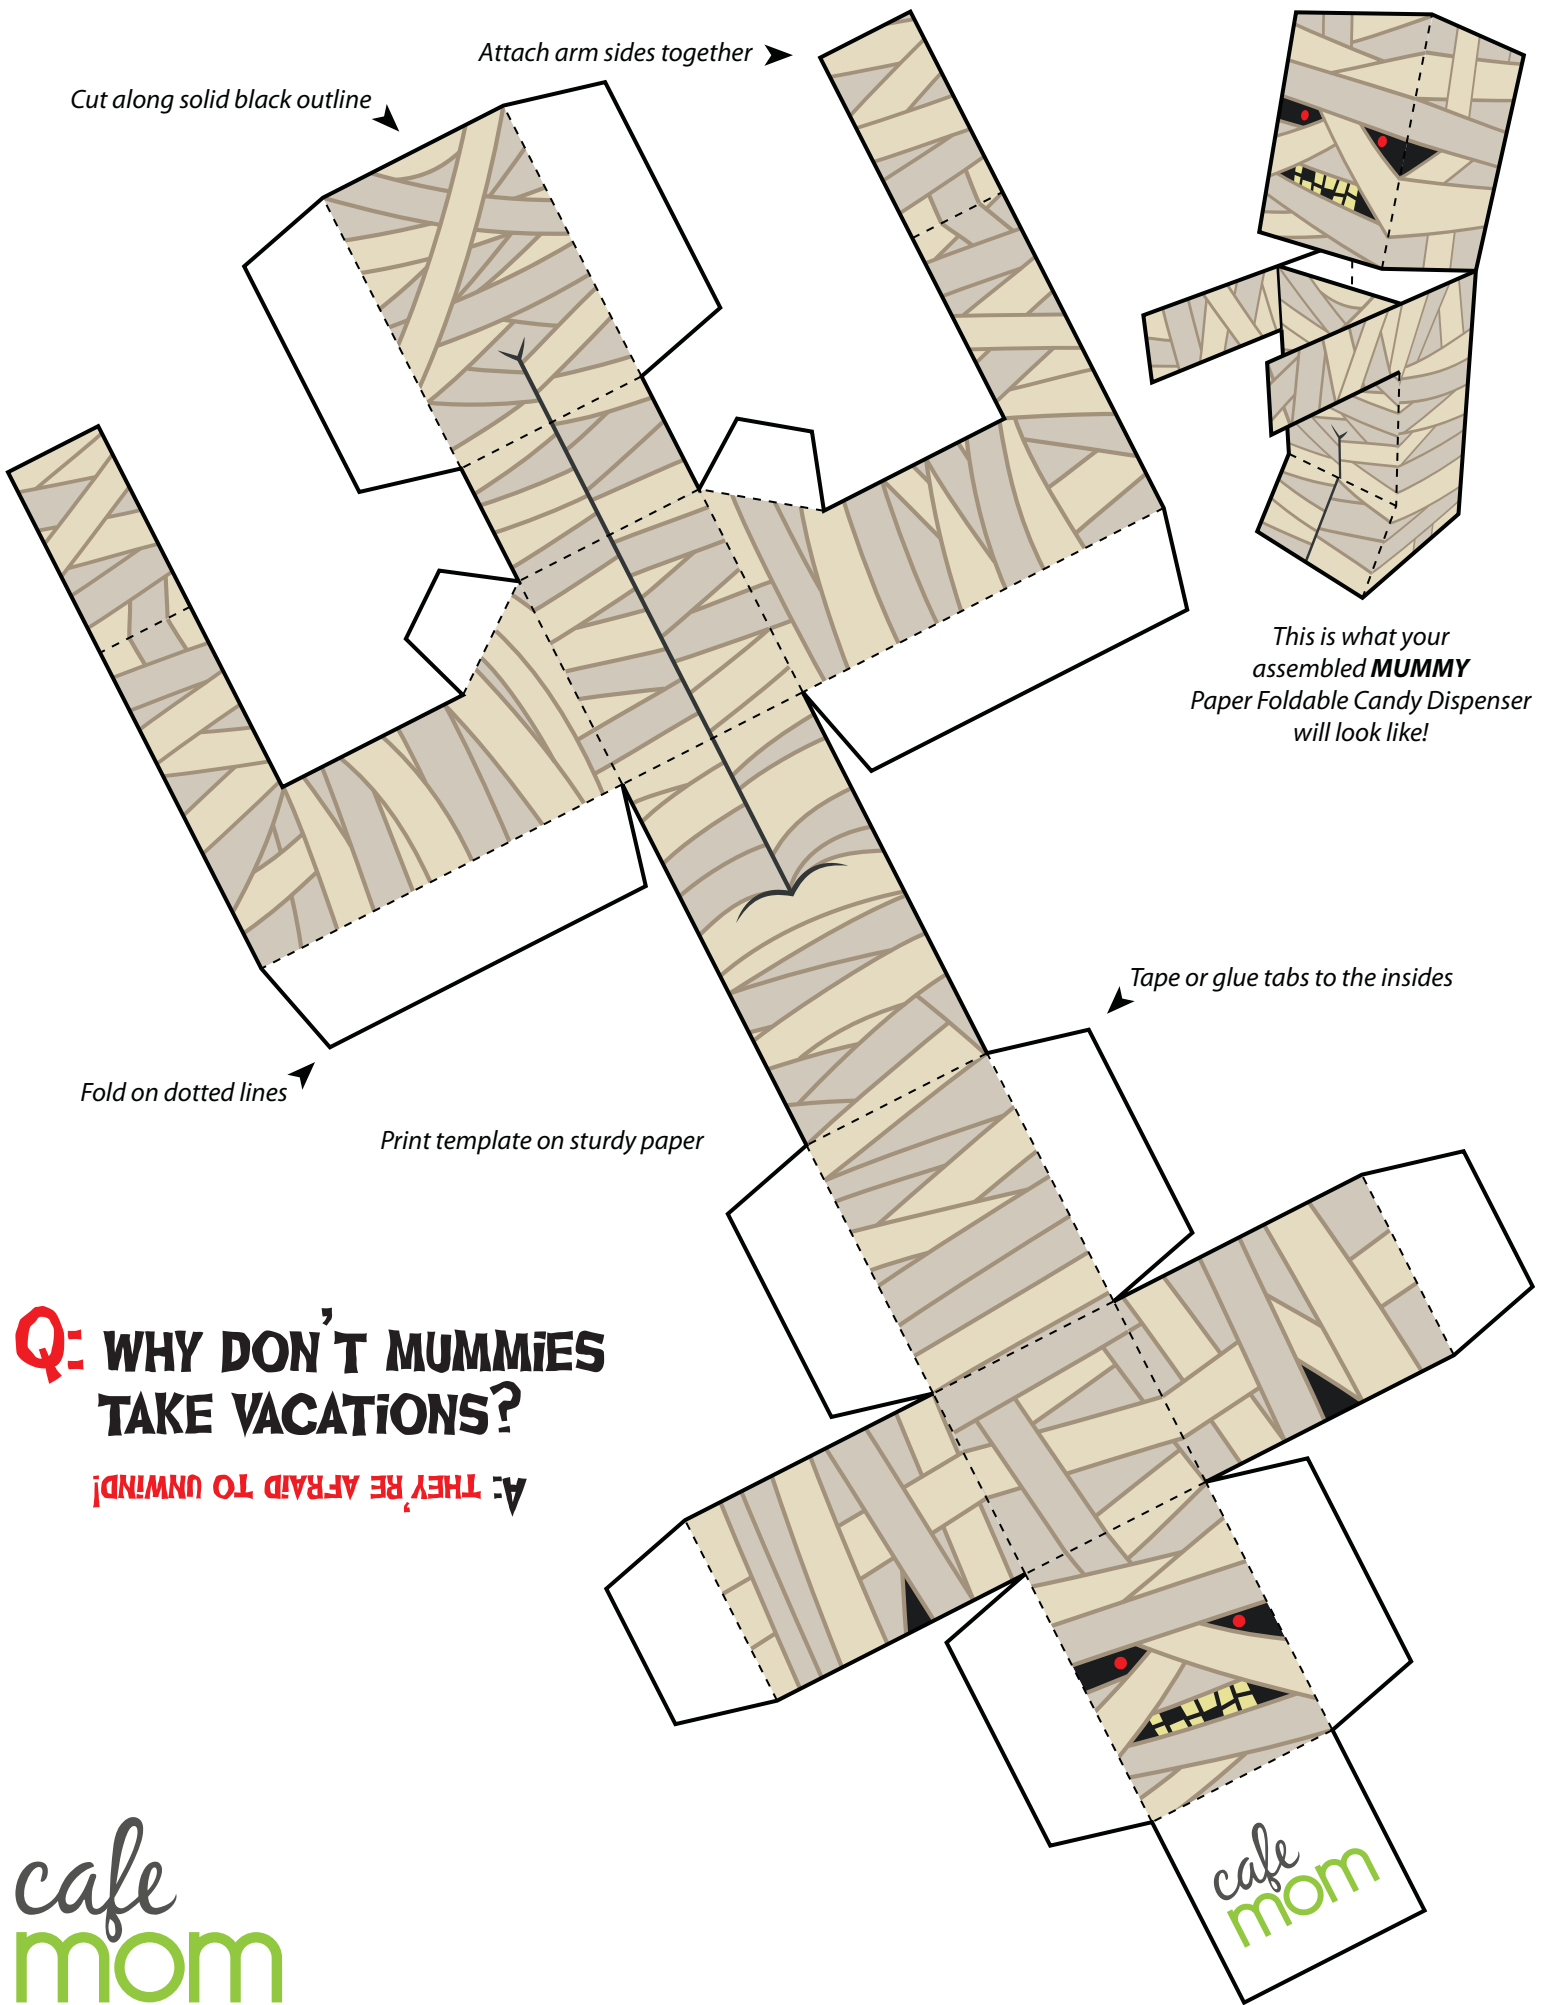 Attach arm sides together
Cut along solid black outline
This is what your
assembled MUMMY
Paper Foldable Candy Dispenser
will look like!
Tape or glue tabs to the insides
Fold on dotted lines
Print template on sturdy paper
Q: WHY DON'T MUMMiES
TAKE VACATiONS?
A: THEY'RE AFRAiD TO UNWiND!
cafe
mom
cafe
mom